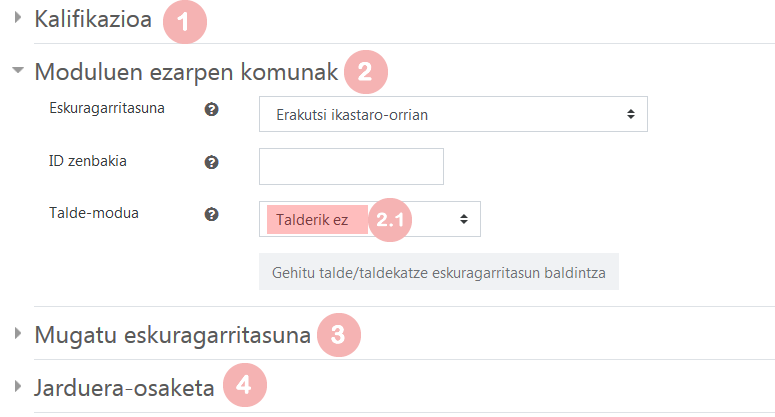 Kalifikazioa 1
Moduluen ezarpen komunak 2
Eskuragarritasuna ? Erakutsi ikastaro-orrian
ID zenbakia ?
Talde-modua ? Talderik ez 2.1
Gehitu talde/taldekatze eskuragarritasun baldintza
Mugatu eskuragarritasuna 3
Jarduera-osaketa 4